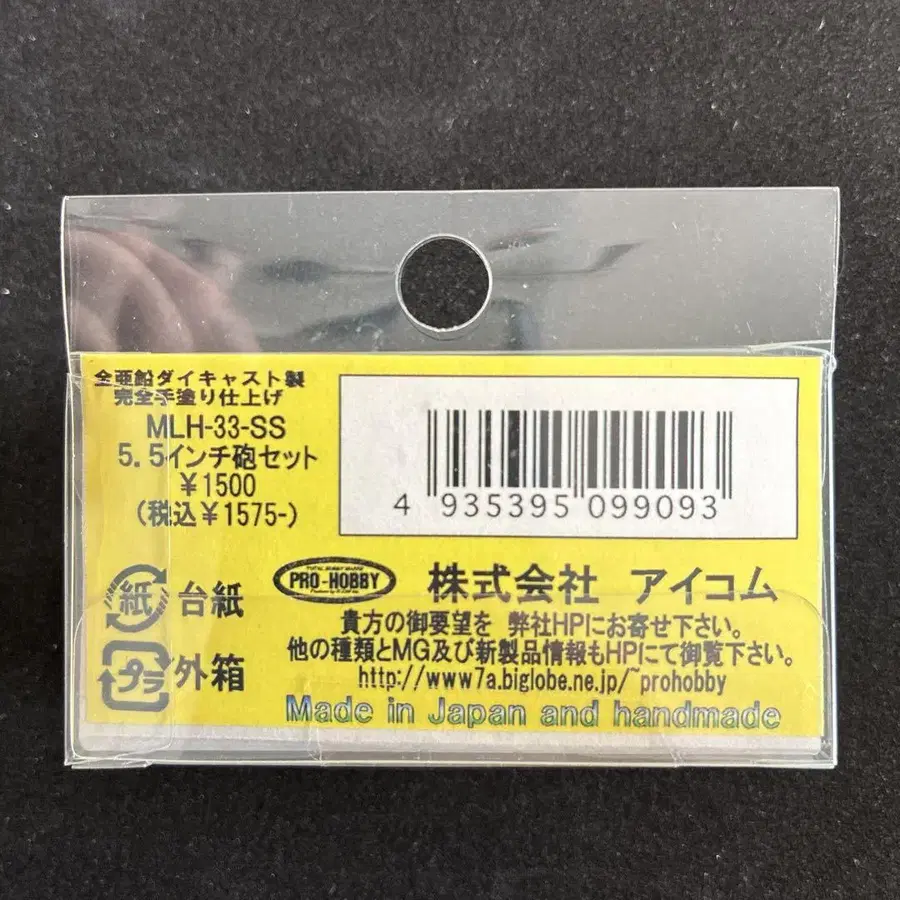 全亜鉛ダイキャスト製
完全手塗り仕上げ
MLH-33-SS
5.5インチ砲セット
¥1500
(税込¥1575-)
4 935395 099093
紙 台紙
プラ 外箱
PRO-HOBBY
株式会社 アイコム
貴方の御要望を 弊社HPにお寄せ下さい。
他の種類とMG及び新製品情報もHPにて御覧下さい。
http://www7a.biglobe.ne.jp/~prohobby
Made in Japan and handmade